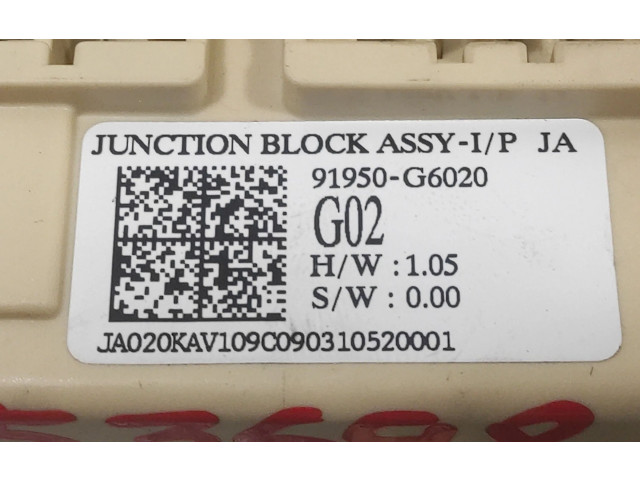 JUNCTION BLOCK ASSY-I/P JA
91950-G6020
G02
H/W : 1.05
S/W : 0.00
JA020KAV109C090310520001